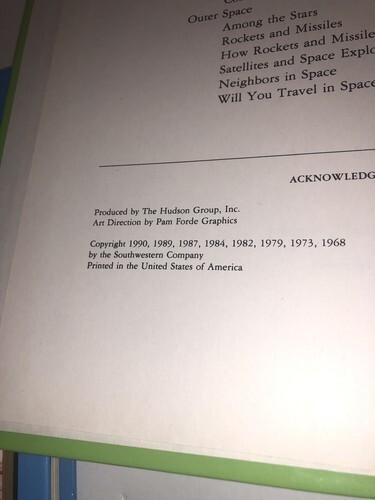 Outer Space
Among the Stars
Rockets and Missiles
How Rockets and Missile
Satellites and Space Explo
Neighbors in Space
Will You Travel in Space
ACKNOWLEDG
Produced by The Hudson Group, Inc.
Art Direction by Pam Forde Graphics
Copyright 1990, 1989, 1987, 1984, 1982, 1979, 1973, 1968
by the Southwestern Company
Printed in the United States of America